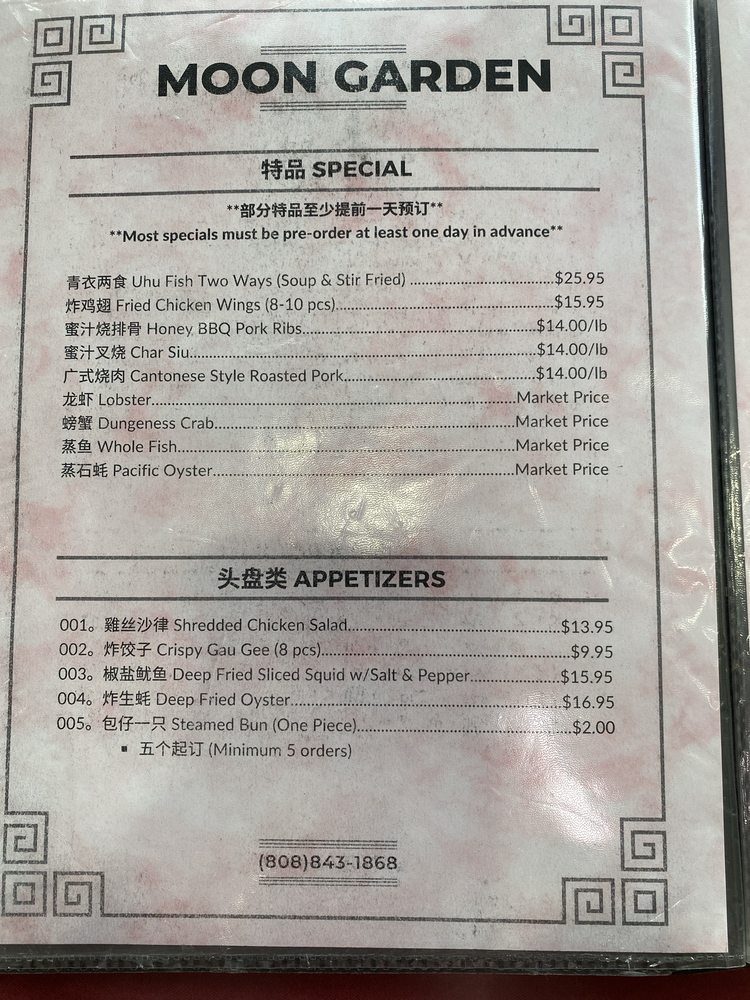 MOON GARDEN
特品 SPECIAL
**部分特品至少提前一天预订**
**Most specials must be pre-order at least one day in advance**
青衣两食 Uhu Fish Two Ways (Soup & Stir Fried) ..............................$25.95
炸鸡翅 Fried Chicken Wings (8-10 pcs)..............................$15.95
蜜汁烧排骨 Honey BBQ Pork Ribs..............................$14.00/lb
蜜汁叉烧 Char Siu..............................$14.00/lb
广式烧肉 Cantonese Style Roasted Pork..............................$14.00/lb
龙虾 Lobster..............................Market Price
螃蟹 Dungeness Crab..............................Market Price
蒸鱼 Whole Fish..............................Market Price
蒸石蚝 Pacific Oyster..............................Market Price
头盘类 APPETIZERS
001。雞丝沙律 Shredded Chicken Salad..............................$13.95
002。炸饺子 Crispy Gau Gee (8 pcs)..............................$9.95
003。椒盐鱿鱼 Deep Fried Sliced Squid w/Salt & Pepper..............................$15.95
004。炸生蚝 Deep Fried Oyster..............................$16.95
005。包仔一只 Steamed Bun (One Piece)..............................$2.00
▪ 五个起订 (Minimum 5 orders)
(808)843-1868